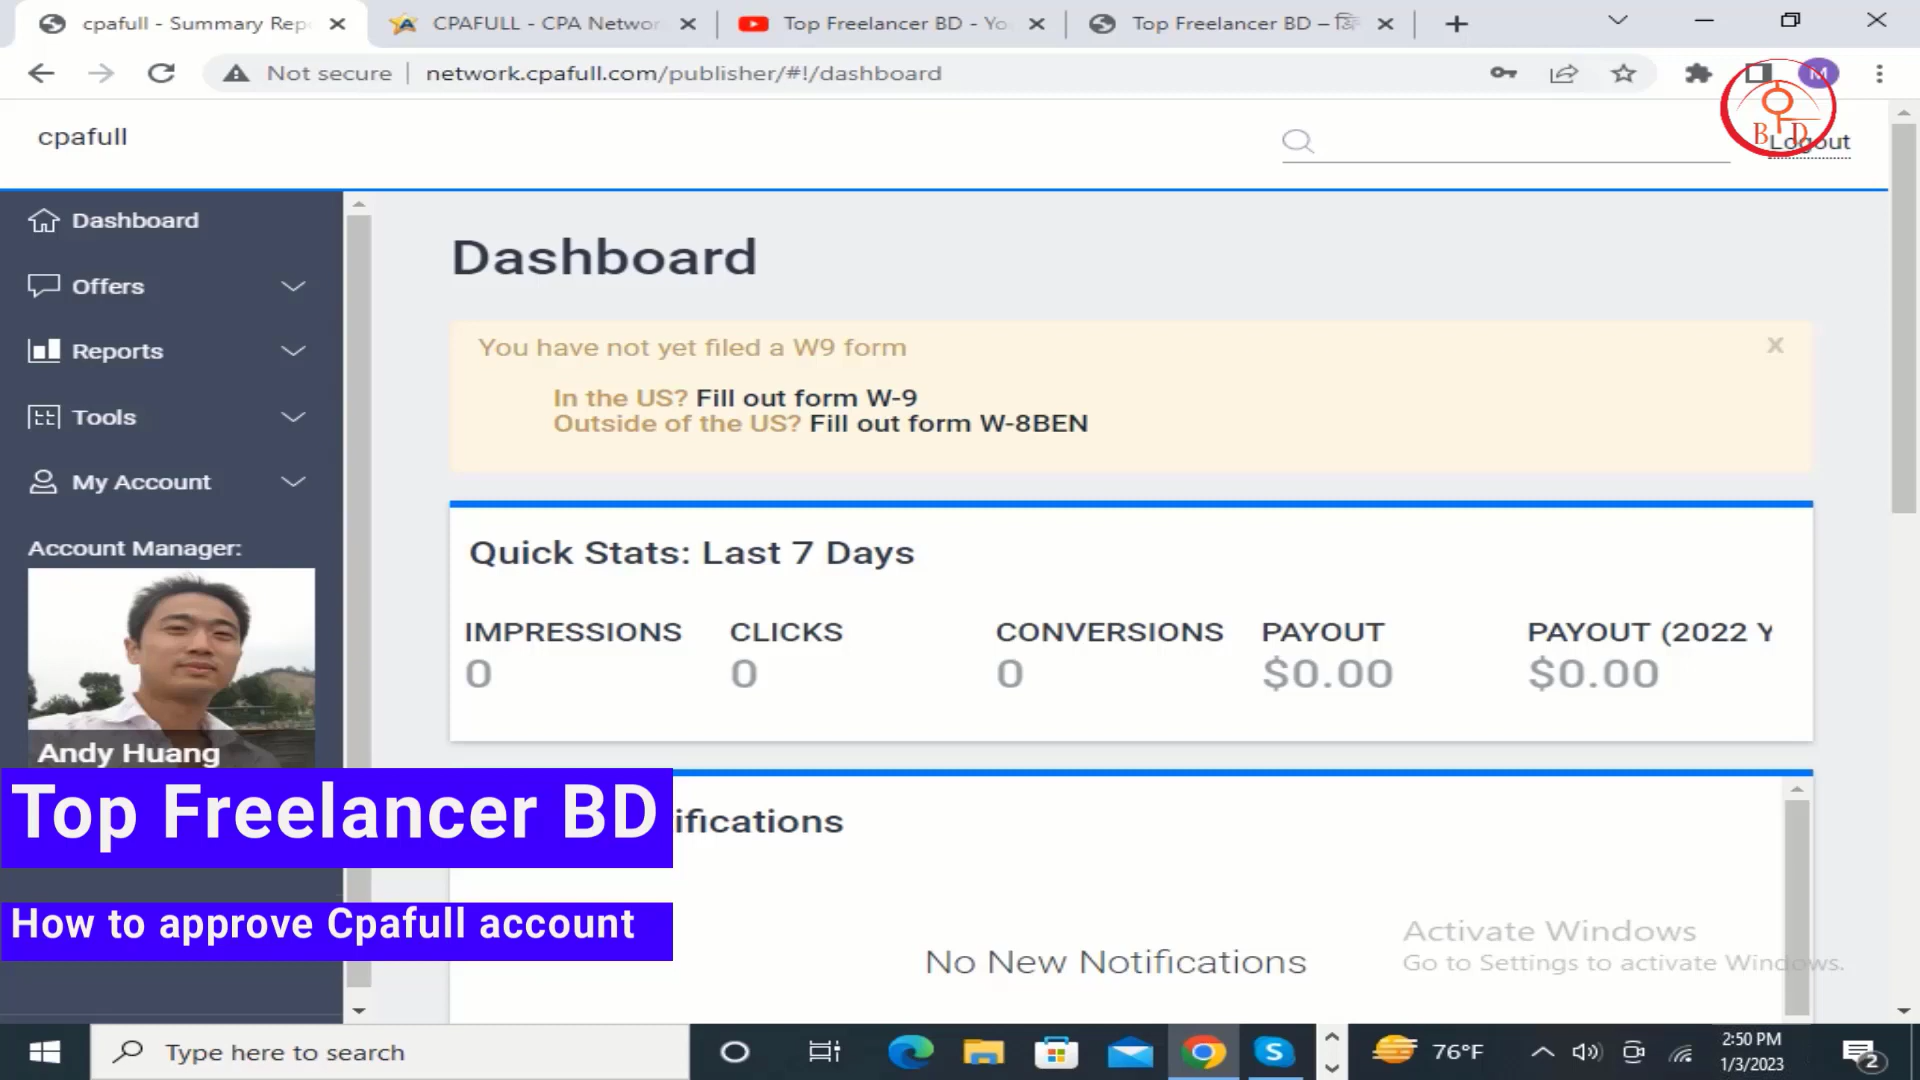 cpafull - Summary Rep
CPAFULL - CPA Networ
Top Freelancer BD - Yo
Top Freelancer BD –
Not secure
network.cpafull.com/publisher/#!/dashboard
M
cpafull
B D
Logout
Dashboard
Offers
Reports
Tools
My Account
Account Manager:
Andy Huang
Dashboard
You have not yet filed a W9 form
x
In the US? Fill out form W-9
Outside of the US? Fill out form W-8BEN
Quick Stats: Last 7 Days
IMPRESSIONS CLICKS CONVERSIONS PAYOUT PAYOUT (2022 Y
0 0 0 $0.00 $0.00
Top Freelancer BD
ifications
How to approve Cpafull account
No New Notifications
Activate Windows
Go to Settings to activate Windows.
Type here to search
S
76°F
2:50 PM
1/3/2023
2